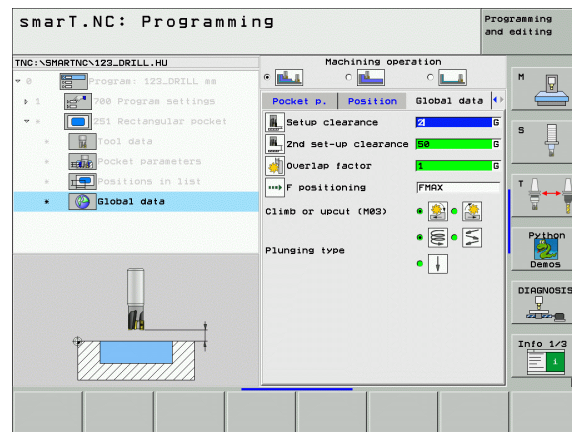 smarT.NC: Programming
Programming and editing
TNC:\SMARTNC\123_DRILL.HU
0 Program: 123_DRILL mm
1 700 Program settings
* 251 Rectangular pocket
* Tool data
* Pocket parameters
* Positions in list
* Global data
Machining operation
Pocket p. Position Global data
Setup clearance G
2nd set-up clearance 50 G
Overlap factor 1 G
F positioning FMAX
Climb or upcut (M03)
Plunging type
M
S
T
Python
Demos
DIAGNOSIS
Info 1/3